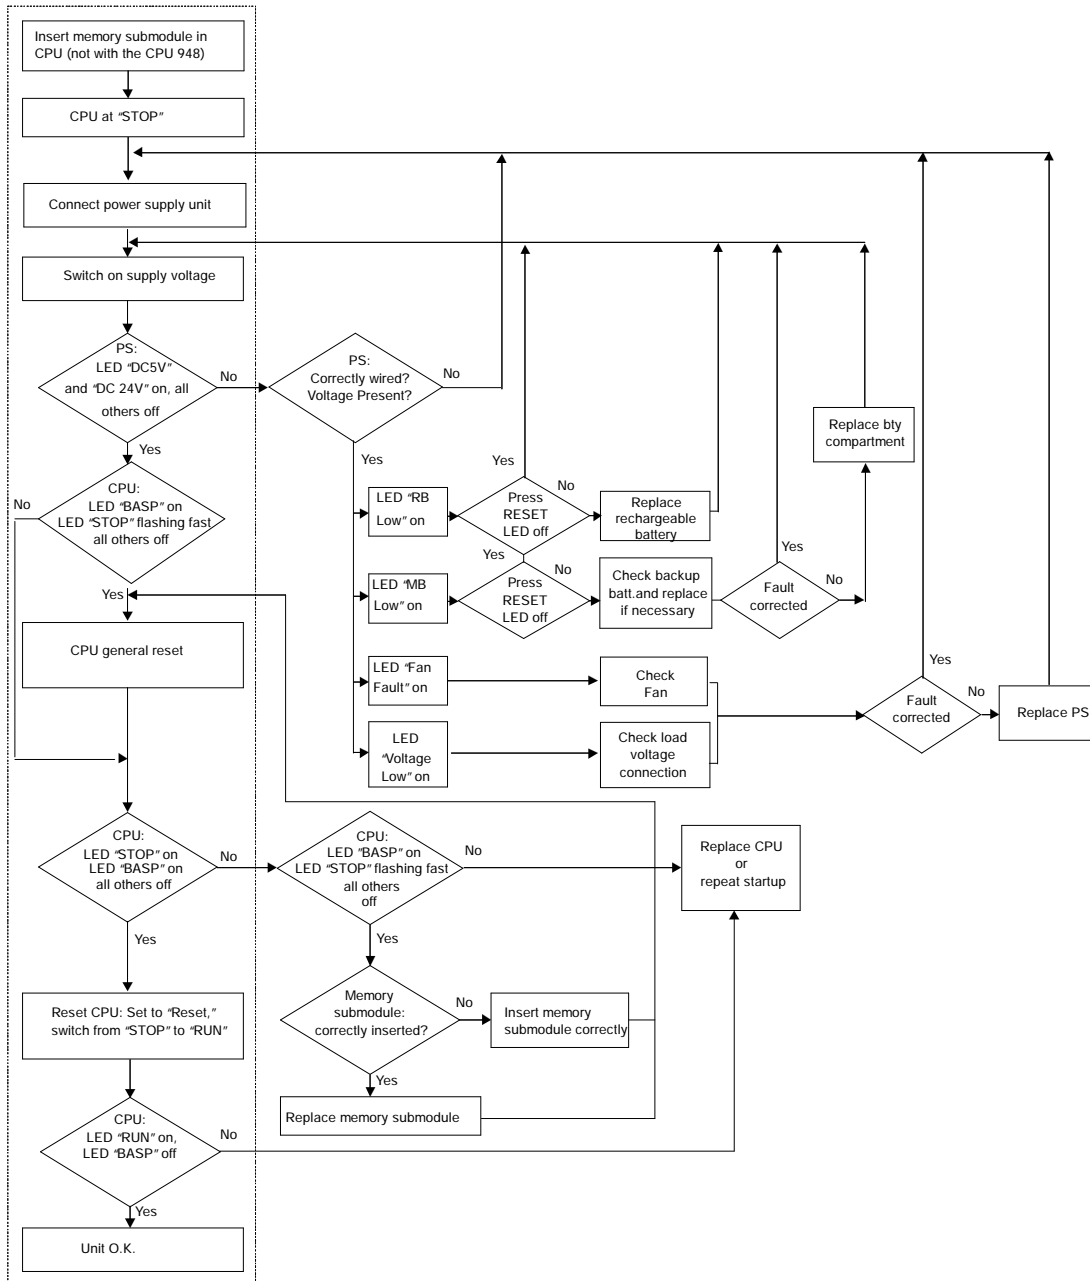 Insert memory submodule in
CPU (not with the CPU 948)
CPU at “STOP”
Connect power supply unit
Switch on supply voltage
PS:
LED “DC5V”
and “DC 24V” on, all
others off
No
Yes
PS:
Correctly wired?
Voltage Present?
No
Yes
CPU:
LED “BASP” on
LED “STOP” flashing fast
all others off
No
Yes
CPU general reset
LED “RB
Low” on
Press
RESET
LED off
Yes
No
Replace
rechargeable
battery
Replace bty
compartment
LED “MB
Low” on
Yes
Press
RESET
LED off
No
Check backup
batt.and replace
if necessary
Yes
Fault
corrected
No
LED “Fan
Fault” on
Check
Fan
LED
“Voltage
Low” on
Check load
voltage
connection
Yes
Fault
corrected
No
Replace PS
CPU:
LED “STOP” on
LED “BASP” on
all others off
No
Yes
CPU:
LED “BASP” on
LED “STOP” flashing fast
all others
off
No
Yes
Replace CPU
or
repeat startup
Reset CPU: Set to “Reset,”
switch from “STOP” to “RUN”
Memory
submodule:
correctly inserted?
No
Yes
Insert memory
submodule correctly
Replace memory submodule
CPU:
LED “RUN” on,
LED “BASP” off
No
Yes
Unit O.K.